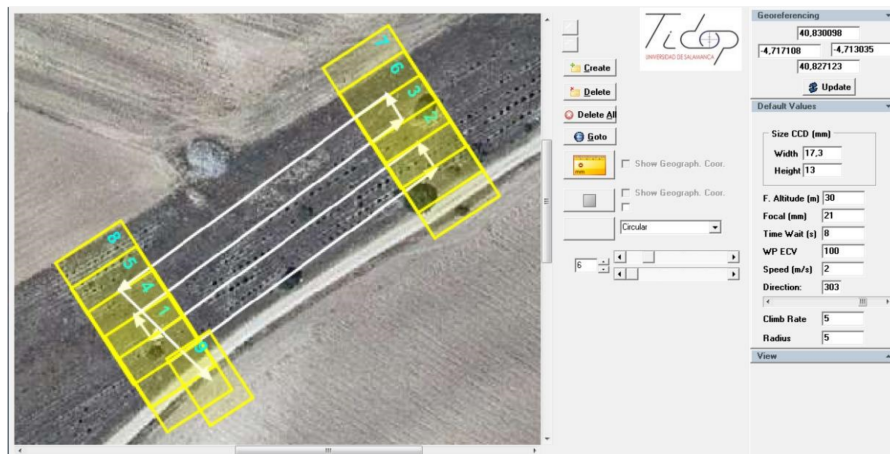 7
6
3
2
8
5
4
1
9
Tidop
UNIVERSIDAD DE SALAMANCA
Create
Delete
Delete All
Goto
mm
Show Geograph. Coor.
Show Geograph. Coor.
Circular
6
Georeferencing
40,830098
-4,717108
-4,713035
40,827123
Update
Default Values
Size CCD (mm)
Width 17,3
Height 13
F. Altitude (m) 30
Focal (mm) 21
Time Wait (s) 8
WP ECV 100
Speed (m/s) 2
Direction: 303
Climb Rate 5
Radius 5
View